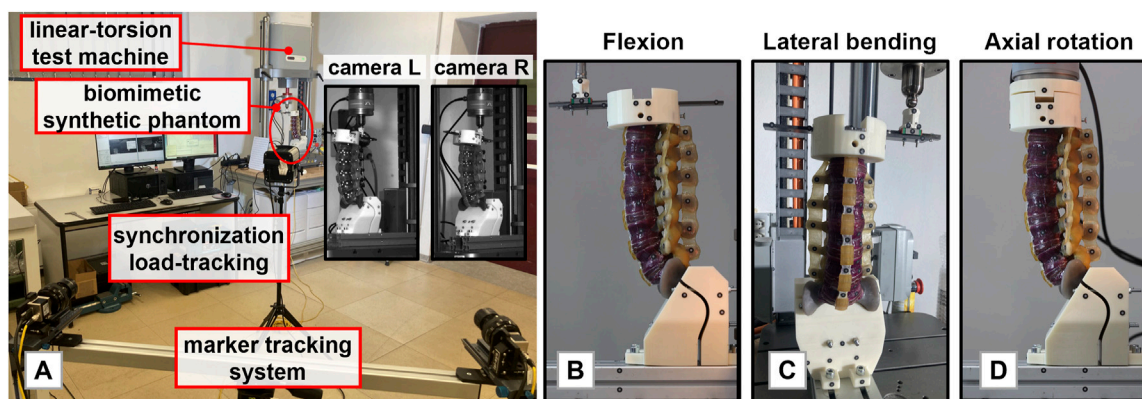 linear-torsion
test machine
biomimetic
synthetic phantom
camera L
camera R
synchronization
load-tracking
marker tracking
system
A
Flexion
B
Lateral bending
C
Axial rotation
D